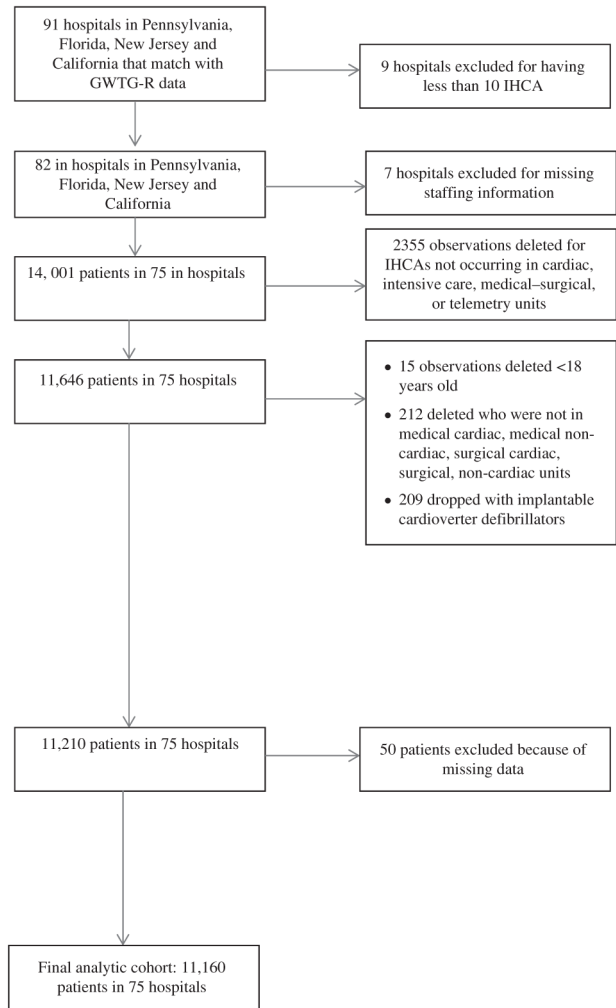 91 hospitals in Pennsylvania,
Florida, New Jersey and
California that match with
GWTG-R data
9 hospitals excluded for having
less than 10 IHCA
82 in hospitals in Pennsylvania,
Florida, New Jersey and
California
7 hospitals excluded for missing
staffing information
14, 001 patients in 75 in hospitals
2355 observations deleted for
IHCAs not occurring in cardiac,
intensive care, medical–surgical,
or telemetry units
11,646 patients in 75 hospitals
• 15 observations deleted <18
years old
• 212 deleted who were not in
medical cardiac, medical non-
cardiac, surgical cardiac,
surgical, non-cardiac units
• 209 dropped with implantable
cardioverter defibrillators
11,210 patients in 75 hospitals
50 patients excluded because of
missing data
Final analytic cohort: 11,160
patients in 75 hospitals